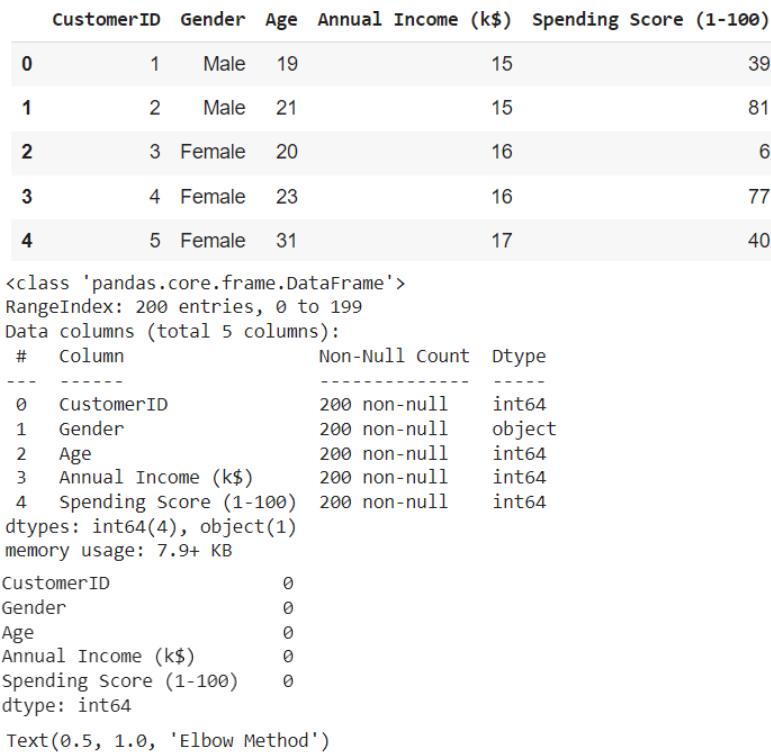 CustomerID Gender Age Annual Income (k$) Spending Score (1-100)
0 1 Male 19 15 39
1 2 Male 21 15 81
2 3 Female 20 16 6
3 4 Female 23 16 77
4 5 Female 31 17 40
<class 'pandas.core.frame.DataFrame'>
RangeIndex: 200 entries, 0 to 199
Data columns (total 5 columns):
# Column Non-Null Count Dtype
--- ------ -------------- -----
0 CustomerID 200 non-null int64
1 Gender 200 non-null object
2 Age 200 non-null int64
3 Annual Income (k$) 200 non-null int64
4 Spending Score (1-100) 200 non-null int64
dtypes: int64(4), object(1)
memory usage: 7.9+ KB
CustomerID 0
Gender 0
Age 0
Annual Income (k$) 0
Spending Score (1-100) 0
dtype: int64
Text(0.5, 1.0, 'Elbow Method')